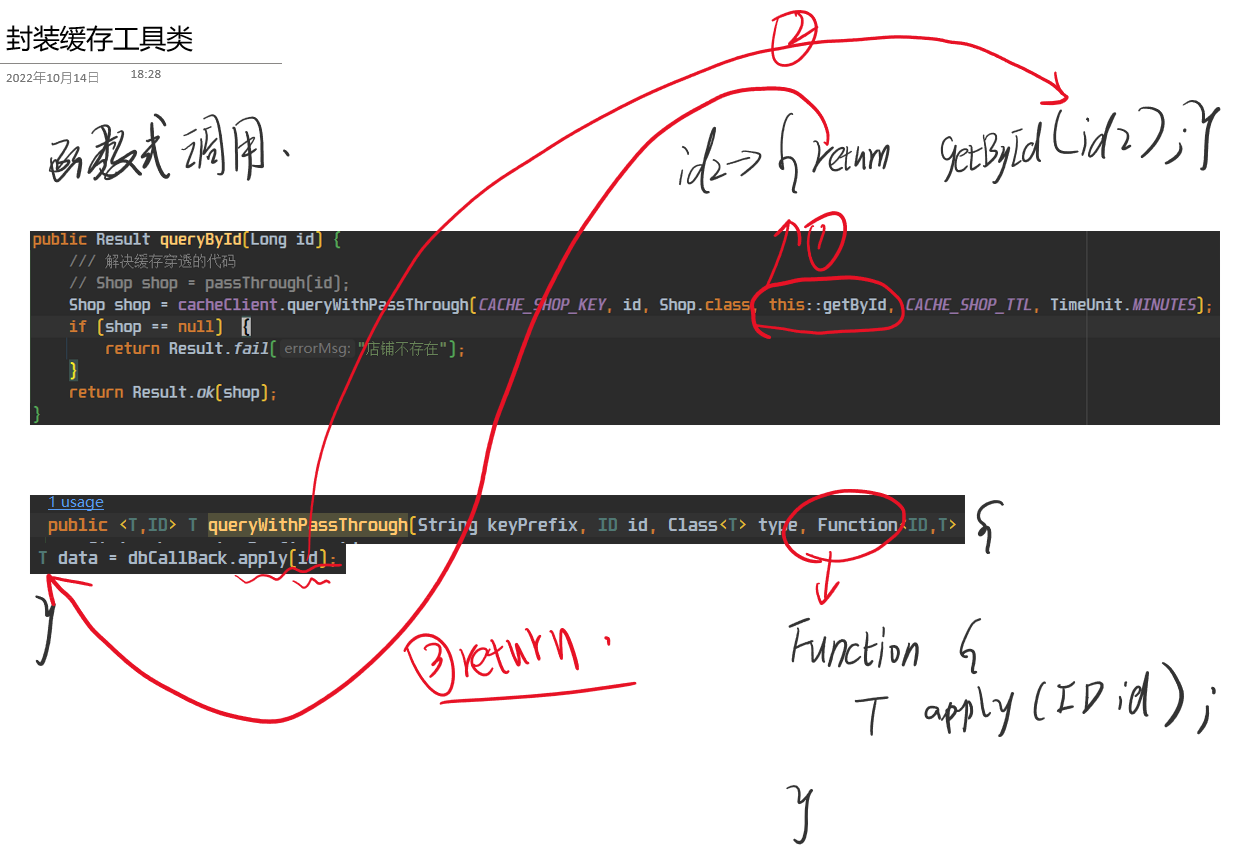 封装缓存工具类
2022年10月14日 18:28
②
函数式调用、
id2→{return getById(id2);}
①
public Result queryById(Long id) {
/// 解决缓存穿透的代码
// Shop shop = passThrough(id);
Shop shop = cacheClient.queryWithPassThrough(CACHE_SHOP_KEY, id, Shop.class, this::getById, CACHE_SHOP_TTL, TimeUnit.MINUTES);
if (shop == null) {
return Result.fail( errorMsg: "店铺不存在");
}
return Result.ok(shop);
}
1 usage
public <T,ID> T queryWithPassThrough(String keyPrefix, ID id, Class<T> type, Function<ID,T> {
T data = dbCallBack.apply(id);
}
③return.
Function {
T apply(ID id);
}